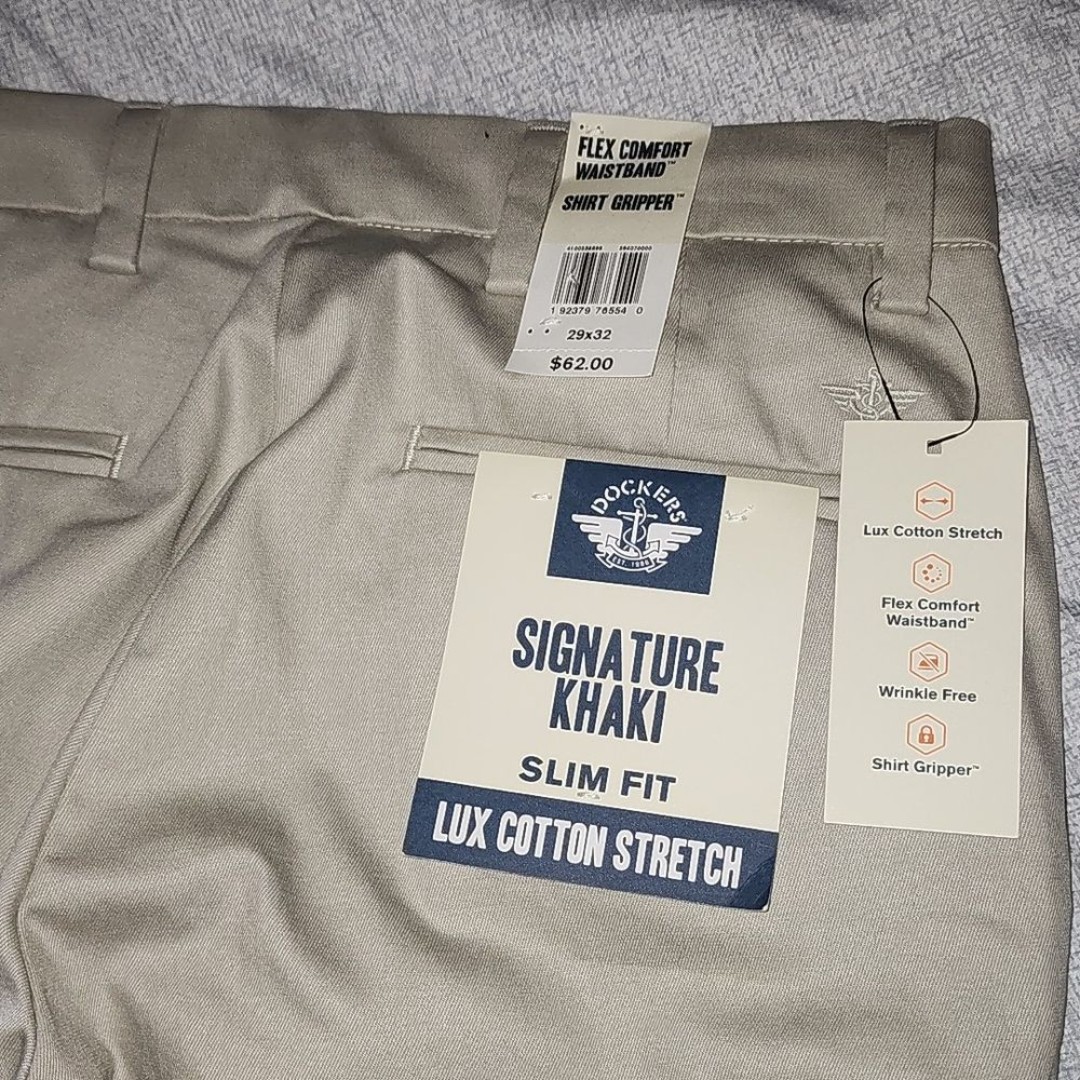 FLEX COMFORT
WAISTBAND™
SHIRT GRIPPER™
1 92379 76554 0
29x32
$62.00
DOCKERS
EST. 1986
SIGNATURE
KHAKI
SLIM FIT
LUX COTTON STRETCH
Lux Cotton Stretch
Flex Comfort
Waistband™
Wrinkle Free
Shirt Gripper™